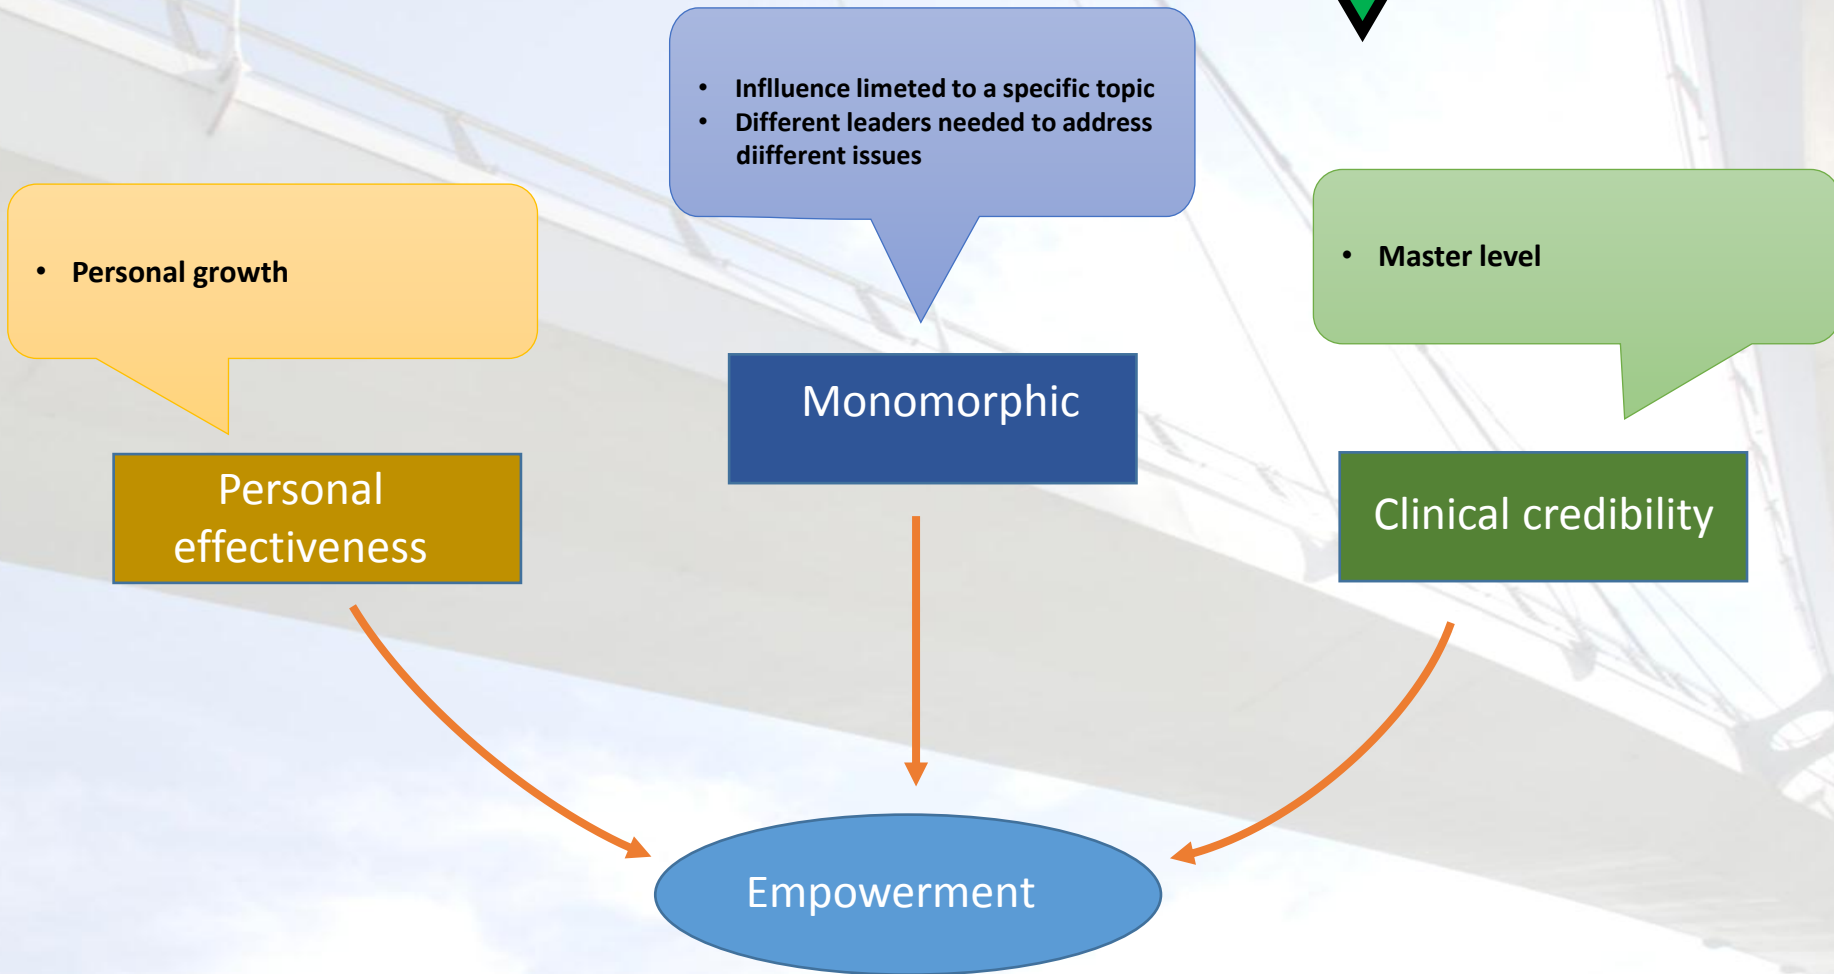 • Inflluence limeted to a specific topic
• Different leaders needed to address
diifferent issues
• Personal growth
• Master level
Monomorphic
Personal
effectiveness
Clinical credibility
Empowerment